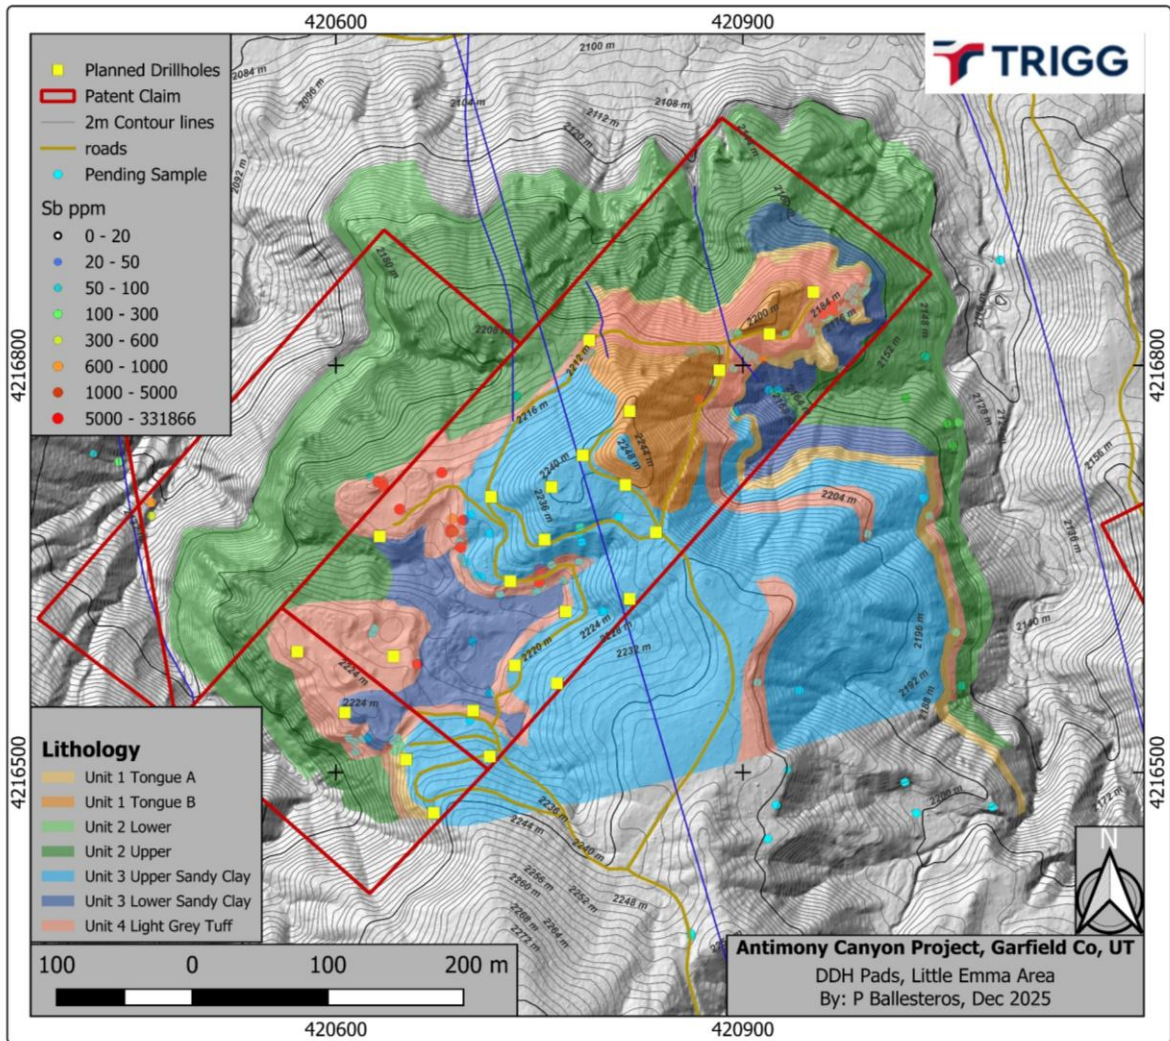 420600
420900
TRIGG
Planned Drillholes
Patent Claim
2m Contour lines
roads
Pending Sample
Sb ppm
0 - 20
20 - 50
50 - 100
100 - 300
300 - 600
600 - 1000
1000 - 5000
5000 - 331866
2100 m
2084 m
2096 m
2104 m
2108 m
2112 m
2120 m
2092 m
2180 m
2208 m
2200 m
2184 m
2148 m
2152 m
4216800
4216800
2212 m
2216 m
2128 m
2240 m
2244 m
2248 m
2156 m
2236 m
2204 m
2224 m
2228 m
2140 m
2220 m
2232 m
2196 m
2224 m
2224 m
2192 m
2188 m
Lithology
Unit 1 Tongue A
Unit 1 Tongue B
Unit 2 Lower
Unit 2 Upper
Unit 3 Upper Sandy Clay
Unit 3 Lower Sandy Clay
Unit 4 Light Grey Tuff
4216500
4216500
2200 m
2172 m
2236 m
2244 m
2240 m
2256 m
2260 m
2252 m
2248 m
2268 m
2264 m
2272 m
N
100 0 100 200 m
Antimony Canyon Project, Garfield Co, UT
DDH Pads, Little Emma Area
By: P Ballesteros, Dec 2025
420600
420900